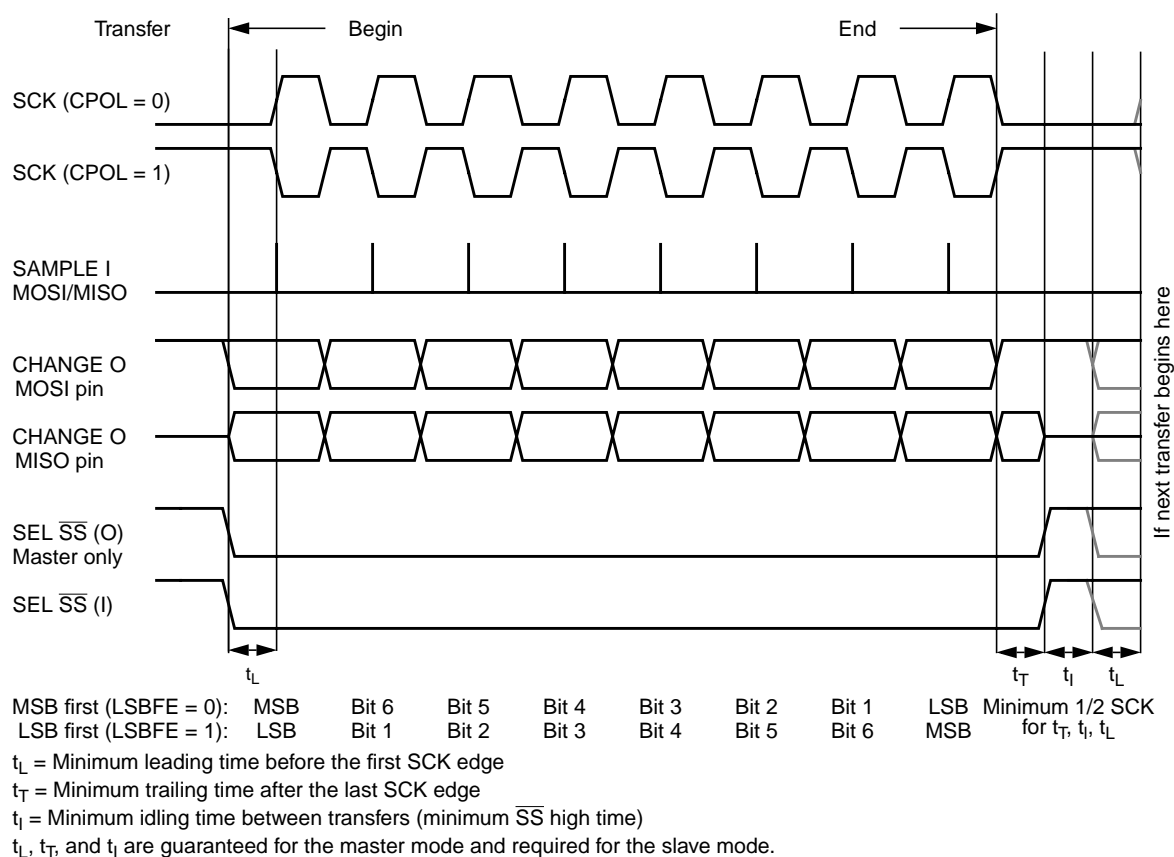 Transfer Begin End
SCK (CPOL = 0)
SCK (CPOL = 1)
SAMPLE I
MOSI/MISO
CHANGE O
MOSI pin
CHANGE O
MISO pin
SEL S̅S̅ (O)
Master only
SEL S̅S̅ (I)
If next transfer begins here
tL tT tI tL
MSB first (LSBFE = 0): MSB Bit 6 Bit 5 Bit 4 Bit 3 Bit 2 Bit 1 LSB Minimum 1/2 SCK
LSB first (LSBFE = 1): LSB Bit 1 Bit 2 Bit 3 Bit 4 Bit 5 Bit 6 MSB for tT, tI, tL
tL = Minimum leading time before the first SCK edge
tT = Minimum trailing time after the last SCK edge
tI = Minimum idling time between transfers (minimum S̅S̅ high time)
tL, tT, and tI are guaranteed for the master mode and required for the slave mode.